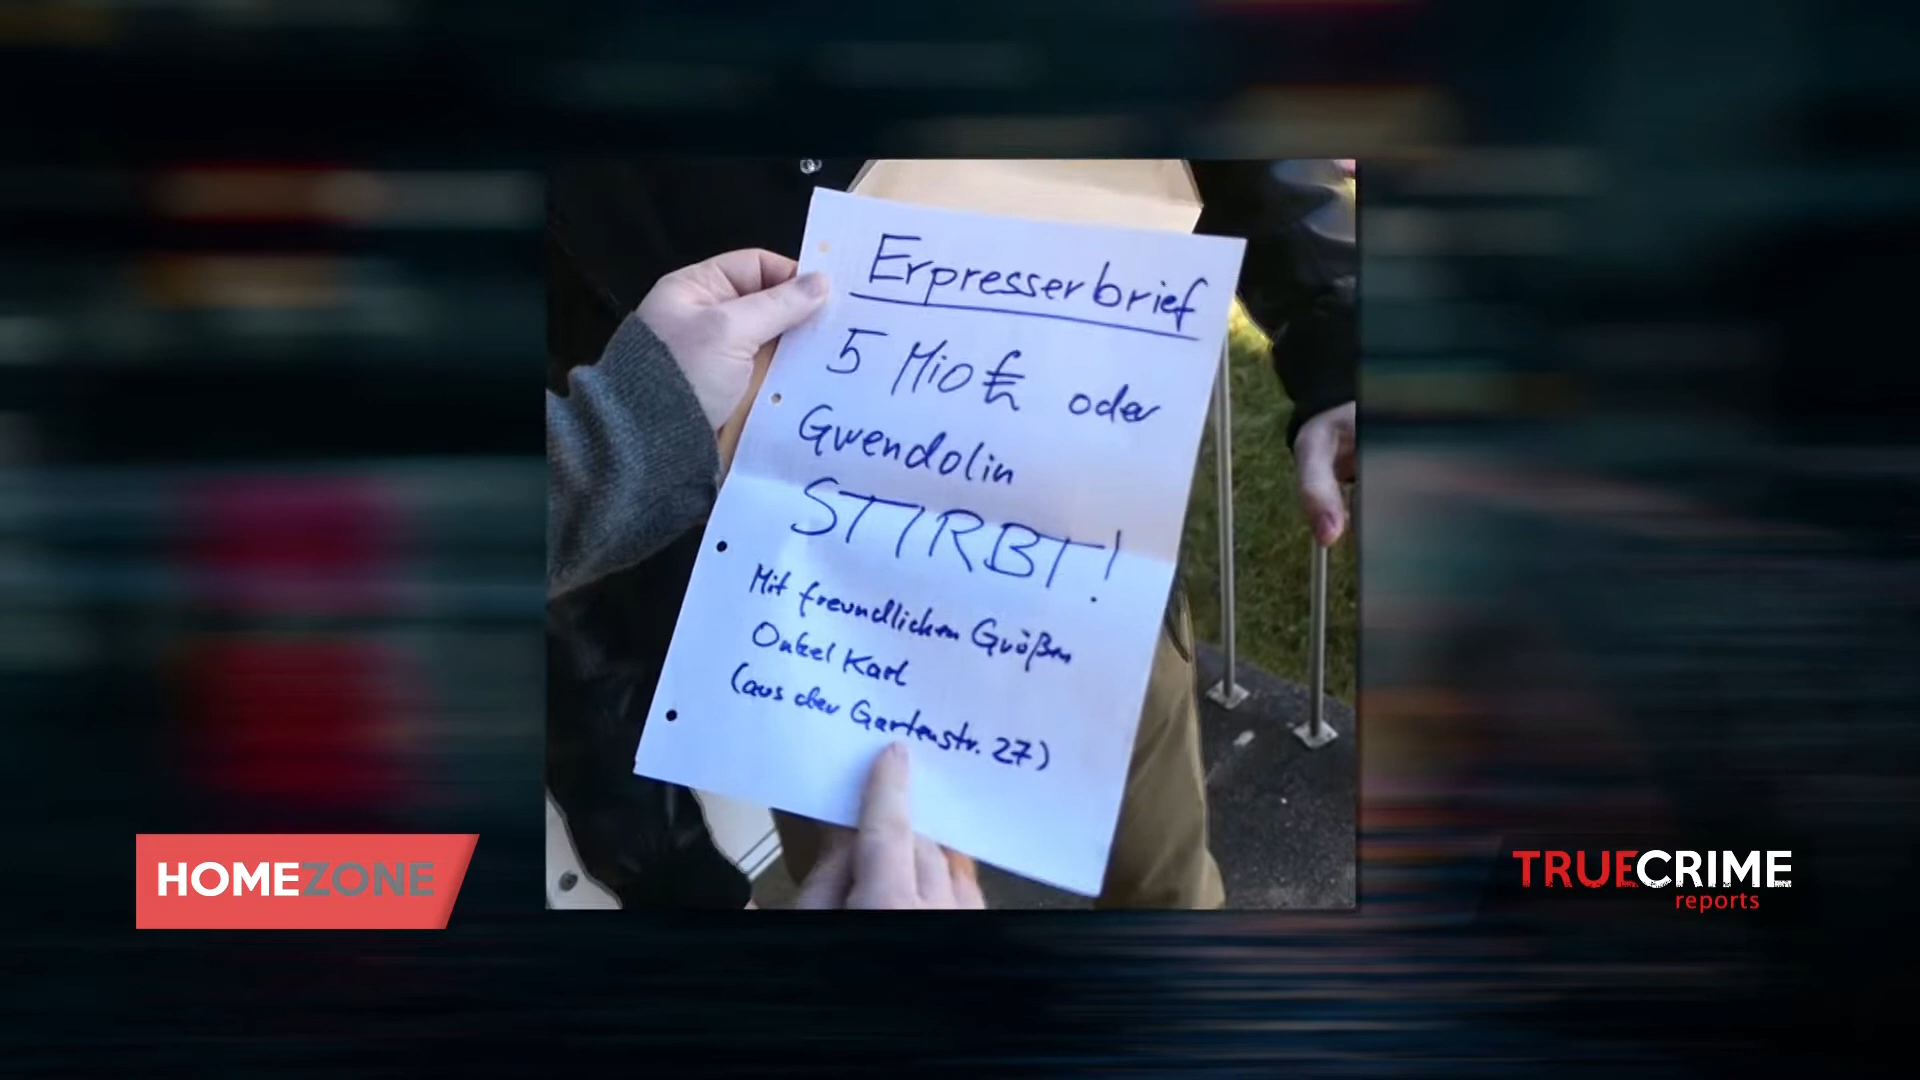 Erpresserbrief
5 Mio € oder
Gwendolin
STIRBT!
Mit freundlichen Grüßen
Onkel Karl
(aus der Gartenstr. 27)
HOMEZONE
TRUECRIME
reports